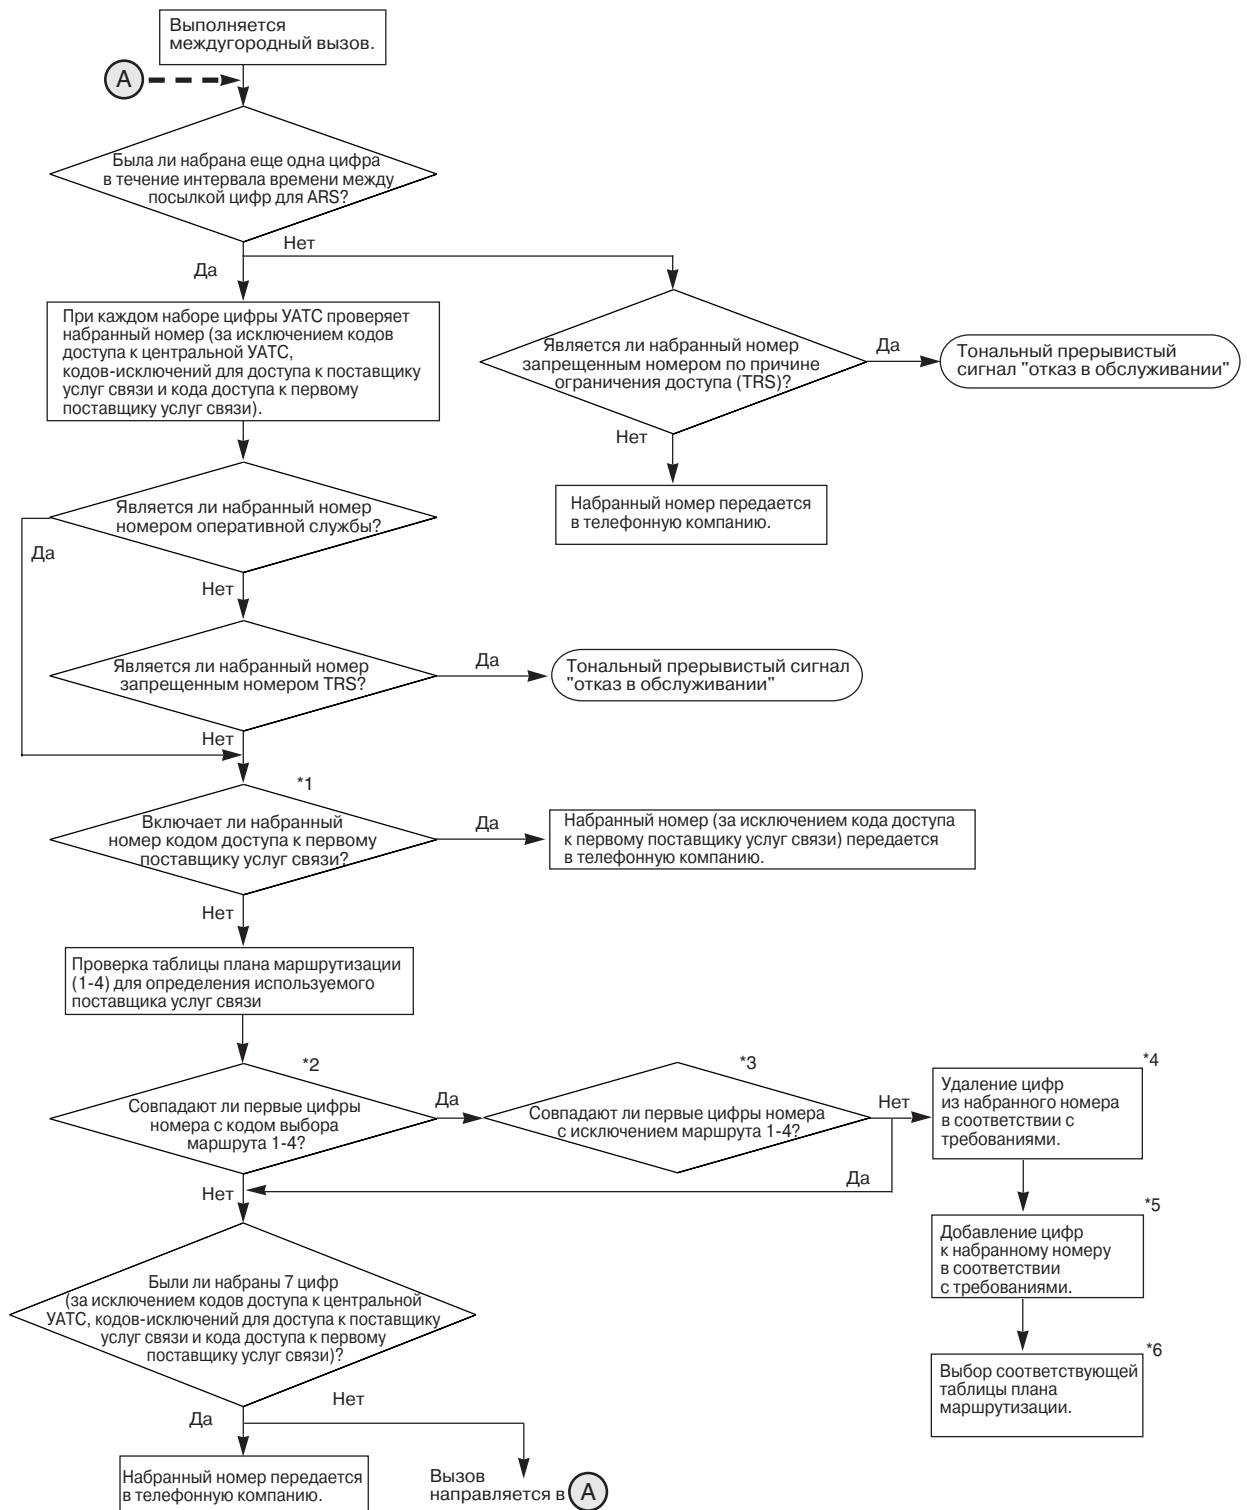 Выполняется
междугородный вызов.
A
Была ли набрана еще одна цифра
в течение интервала времени между
посылкой цифр для ARS?
Нет
Да
При каждом наборе цифры УАТС проверяет
набранный номер (за исключением кодов
доступа к центральной УАТС,
кодов-исключений для доступа к поставщику
услуг связи и кода доступа к первому
поставщику услуг связи).
Является ли набранный номер
запрещенным номером по причине
ограничения доступа (TRS)?
Да
Тональный прерывистый
сигнал "отказ в обслуживании"
Нет
Набранный номер передается
в телефонную компанию.
Является ли набранный номер
номером оперативной службы?
Да
Нет
Является ли набранный номер
запрещенным номером TRS?
Да
Тональный прерывистый сигнал
"отказ в обслуживании"
Нет
*1
Включает ли набранный
номер кодом доступа к первому
поставщику услуг связи?
Да
Набранный номер (за исключением кода доступа
к первому поставщику услуг связи) передается
в телефонную компанию.
Нет
Проверка таблицы плана маршрутизации
(1-4) для определения используемого
поставщика услуг связи
*2
Совпадают ли первые цифры
номера с кодом выбора
маршрута 1-4?
Да
*3
Совпадают ли первые цифры номера
с исключением маршрута 1-4?
Нет
*4
Удаление цифр
из набранного номера
в соответствии с
требованиями.
Да
Нет
*5
Добавление цифр
к набранному номеру
в соответствии
с требованиями.
Были ли набраны 7 цифр
(за исключением кодов доступа к центральной
УАТС, кодов-исключений для доступа к поставщику
услуг связи и кода доступа к первому
поставщику услуг связи)?
*6
Выбор соответствующей
таблицы плана
маршрутизации.
Нет
Да
Набранный номер передается
в телефонную компанию.
Вызов
направляется в A